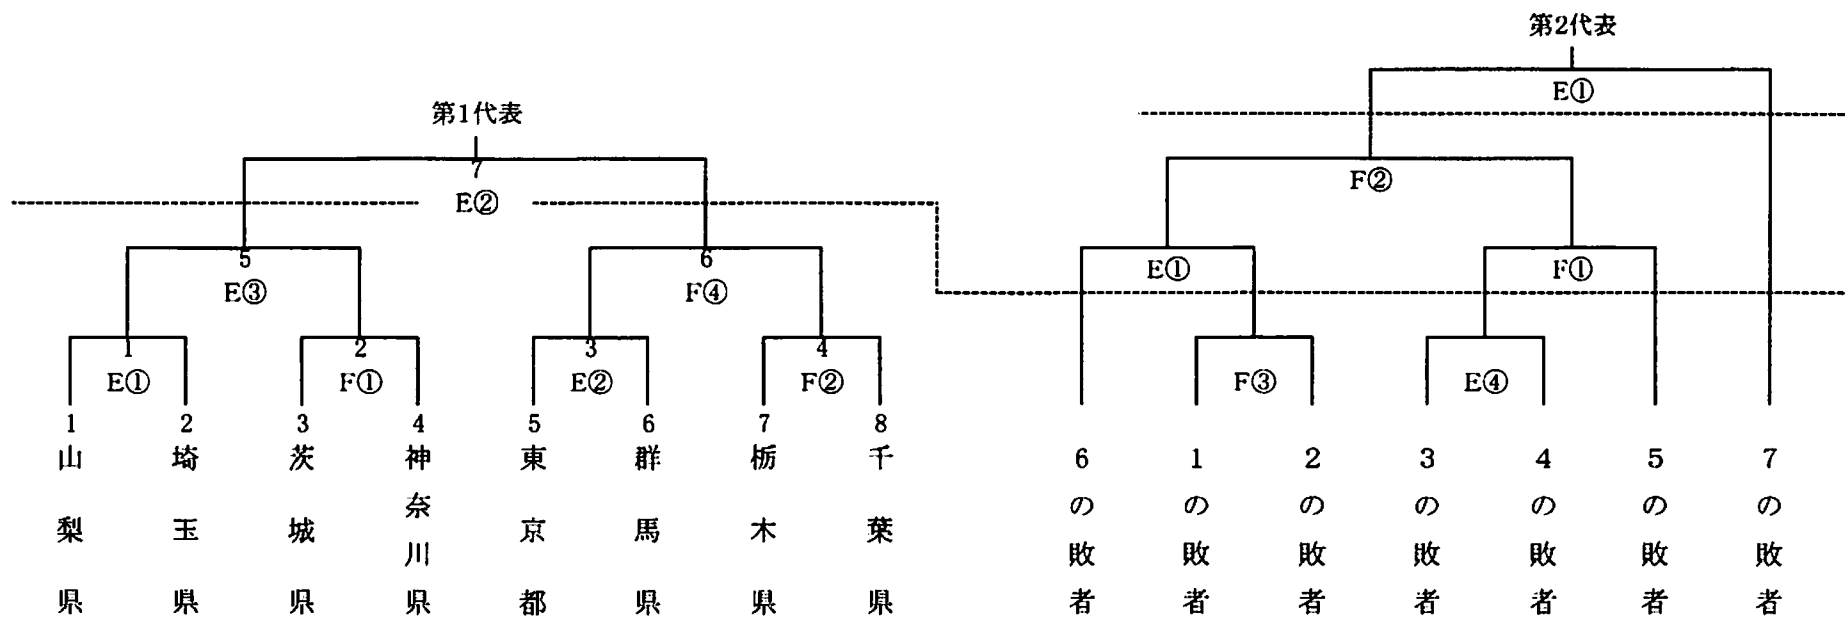 第2代表
E①
第1代表
7
E②
F②
5
E③
6
F④
E①
F①
1
E①
2
F①
3
E②
4
F②
F③
E④
1
山梨県
2
埼玉県
3
茨城県
4
神奈川県
5
東京都
6
群馬県
7
栃木県
8
千葉県
6の敗者
1の敗者
2の敗者
3の敗者
4の敗者
5の敗者
7の敗者